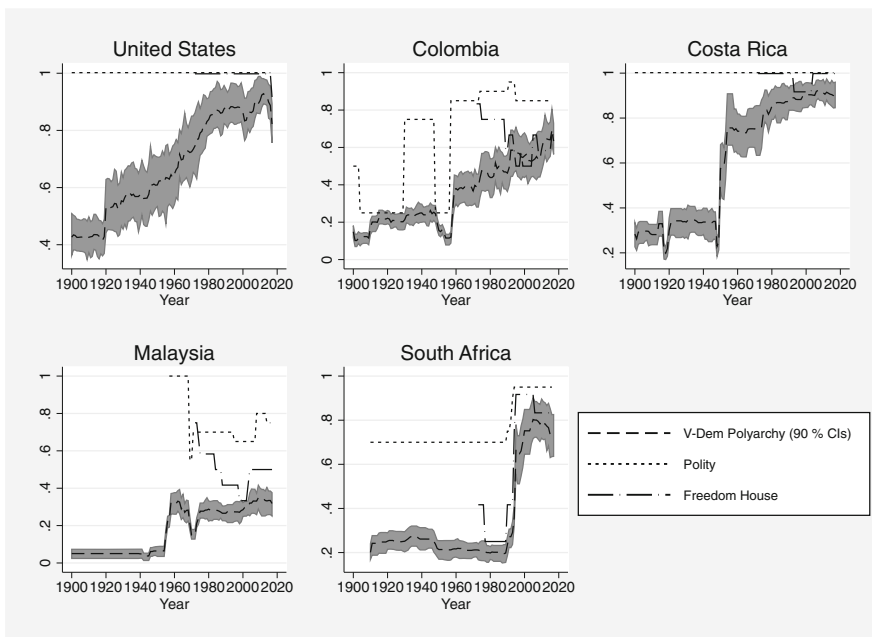 United States
Colombia
Costa Rica
1
.8
.6
.4
1
.8
.6
.4
.2
0
1
.8
.6
.4
.2
1900 1920 1940 1960 1980 2000 2020
1900 1920 1940 1960 1980 2000 2020
1900 1920 1940 1960 1980 2000 2020
Year
Year
Year
Malaysia
South Africa
1
.8
.6
.4
.2
0
1
.8
.6
.4
.2
V-Dem Polyarchy (90 % CIs)
Polity
Freedom House
1900 1920 1940 1960 1980 2000 2020
1900 1920 1940 1960 1980 2000 2020
Year
Year